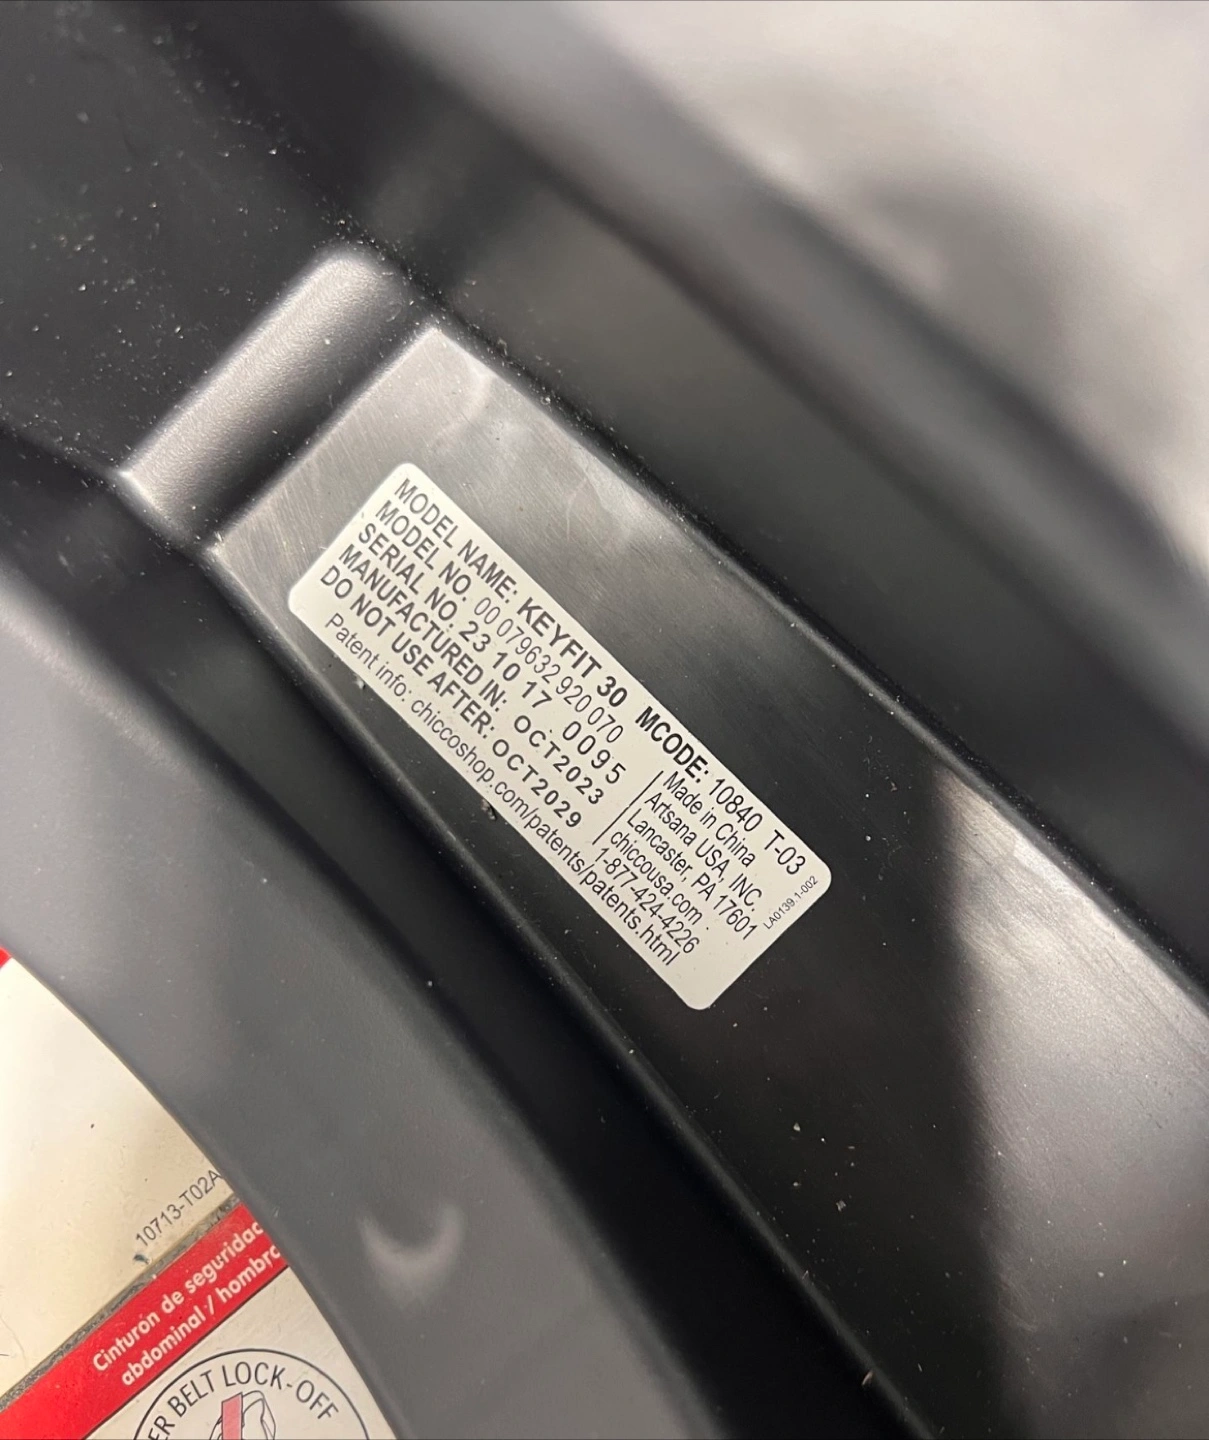 MODEL NAME: KEYFIT 30 MCODE: 10840 T-03
MODEL NO. 00 079632 920 070
SERIAL NO. 23 10 17 0095
MANUFACTURED IN: OCT2023
DO NOT USE AFTER: OCT2029
Patent info: chiccoshop.com/patents/patents.html
Made in China
Artsana USA, INC.
Lancaster, PA 17601
chiccousa.com
1-877-424-4226
LA0139.1-002
10713-T02A
Cinturón de seguridad
abdominal / hombro
ER BELT LOCK-OFF